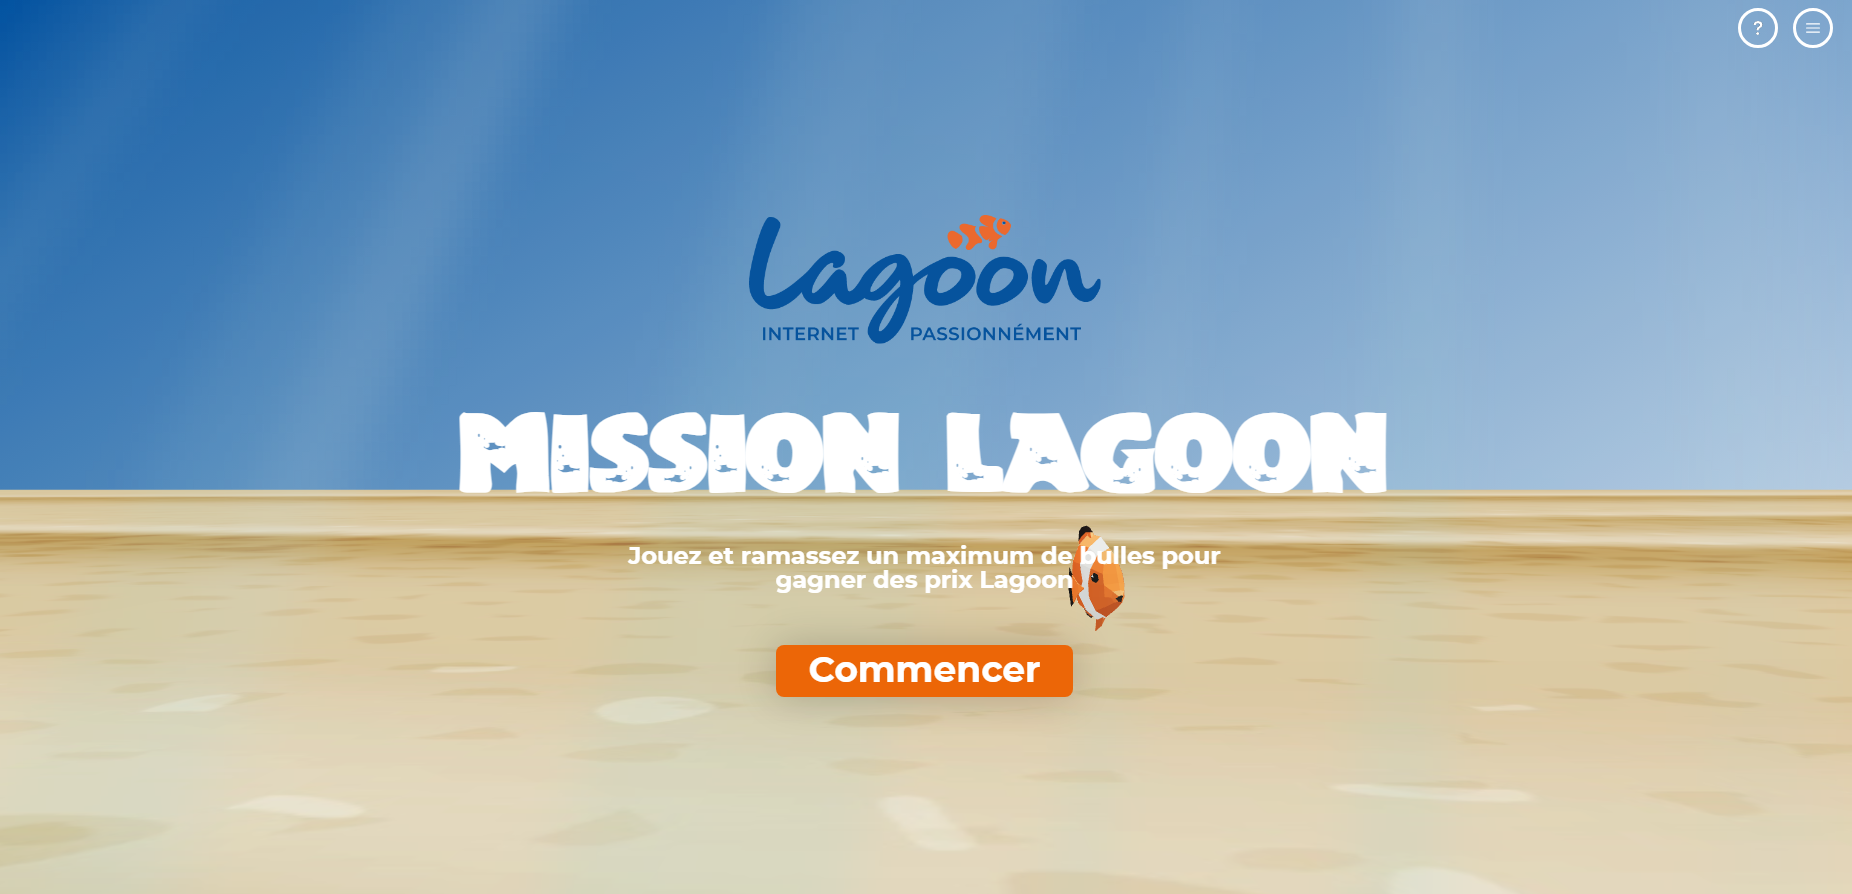 ?
Lagoon
INTERNET PASSIONNÉMENT
MISSION LAGOON
Jouez et ramassez un maximum de bulles pour
gagner des prix Lagoon
Commencer